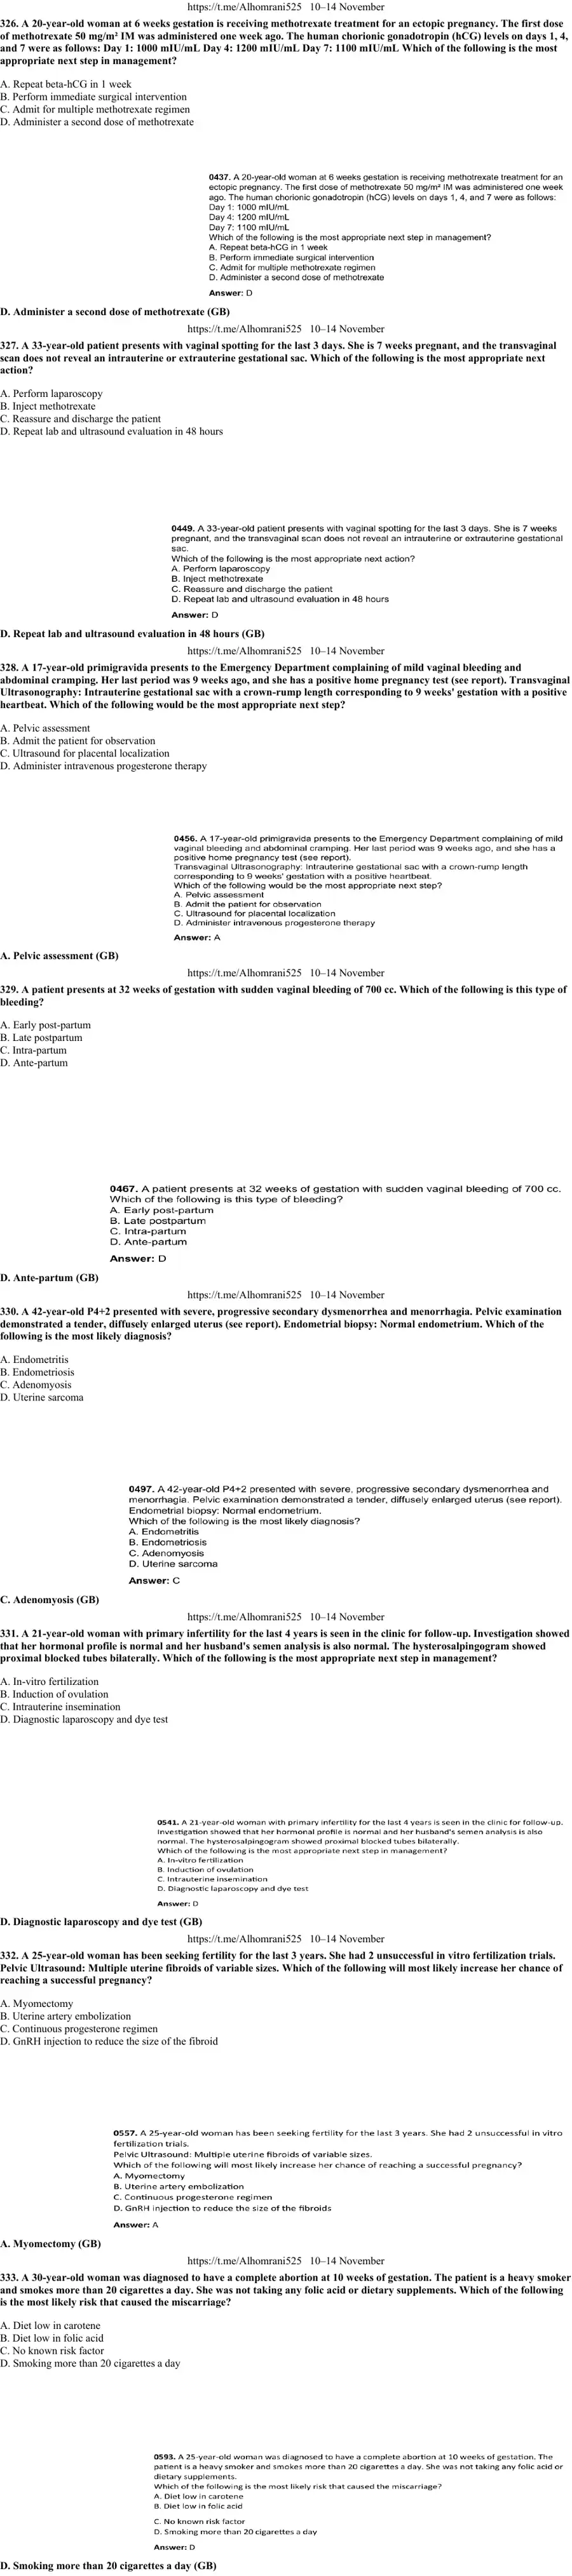 https://t.me/Alhomrani525 10–14 November
326. A 20-year-old woman at 6 weeks gestation is receiving methotrexate treatment for an ectopic pregnancy. The first dose
of methotrexate 50 mg/m² IM was administered one week ago. The human chorionic gonadotropin (hCG) levels on days 1, 4,
and 7 were as follows: Day 1: 1000 mIU/mL Day 4: 1200 mIU/mL Day 7: 1100 mIU/mL Which of the following is the most
appropriate next step in management?
A. Repeat beta-hCG in 1 week
B. Perform immediate surgical intervention
C. Admit for multiple methotrexate regimen
D. Administer a second dose of methotrexate
0437. A 20-year-old woman at 6 weeks gestation is receiving methotrexate treatment for an
ectopic pregnancy. The first dose of methotrexate 50 mg/m² IM was administered one week
ago. The human chorionic gonadotropin (hCG) levels on days 1, 4, and 7 were as follows:
Day 1: 1000 mIU/mL
Day 4: 1200 mIU/mL
Day 7: 1100 mIU/mL
Which of the following is the most appropriate next step in management?
A. Repeat beta-hCG in 1 week
B. Perform immediate surgical intervention
C. Admit for multiple methotrexate regimen
D. Administer a second dose of methotrexate
Answer: D
D. Administer a second dose of methotrexate (GB)
https://t.me/Alhomrani525 10–14 November
327. A 33-year-old patient presents with vaginal spotting for the last 3 days. She is 7 weeks pregnant, and the transvaginal
scan does not reveal an intrauterine or extrauterine gestational sac. Which of the following is the most appropriate next
action?
A. Perform laparoscopy
B. Inject methotrexate
C. Reassure and discharge the patient
D. Repeat lab and ultrasound evaluation in 48 hours
0449. A 33-year-old patient presents with vaginal spotting for the last 3 days. She is 7 weeks
pregnant, and the transvaginal scan does not reveal an intrauterine or extrauterine gestational
sac.
Which of the following is the most appropriate next action?
A. Perform laparoscopy
B. Inject methotrexate
C. Reassure and discharge the patient
D. Repeat lab and ultrasound evaluation in 48 hours
Answer: D
D. Repeat lab and ultrasound evaluation in 48 hours (GB)
https://t.me/Alhomrani525 10–14 November
328. A 17-year-old primigravida presents to the Emergency Department complaining of mild vaginal bleeding and
abdominal cramping. Her last period was 9 weeks ago, and she has a positive home pregnancy test (see report). Transvaginal
Ultrasonography: Intrauterine gestational sac with a crown-rump length corresponding to 9 weeks' gestation with a positive
heartbeat. Which of the following would be the most appropriate next step?
A. Pelvic assessment
B. Admit the patient for observation
C. Ultrasound for placental localization
D. Administer intravenous progesterone therapy
0456. A 17-year-old primigravida presents to the Emergency Department complaining of mild
vaginal bleeding and abdominal cramping. Her last period was 9 weeks ago, and she has a
positive home pregnancy test (see report).
Transvaginal Ultrasonography: Intrauterine gestational sac with a crown-rump length
corresponding to 9 weeks' gestation with a positive heartbeat.
Which of the following would be the most appropriate next step?
A. Pelvic assessment
B. Admit the patient for observation
C. Ultrasound for placental localization
D. Administer intravenous progesterone therapy
Answer: A
A. Pelvic assessment (GB)
https://t.me/Alhomrani525 10–14 November
329. A patient presents at 32 weeks of gestation with sudden vaginal bleeding of 700 cc. Which of the following is this type of
bleeding?
A. Early post-partum
B. Late postpartum
C. Intra-partum
D. Ante-partum
0467. A patient presents at 32 weeks of gestation with sudden vaginal bleeding of 700 cc.
Which of the following is this type of bleeding?
A. Early post-partum
B. Late postpartum
C. Intra-partum
D. Ante-partum
Answer: D
D. Ante-partum (GB)
https://t.me/Alhomrani525 10–14 November
330. A 42-year-old P4+2 presented with severe, progressive secondary dysmenorrhea and menorrhagia. Pelvic examination
demonstrated a tender, diffusely enlarged uterus (see report). Endometrial biopsy: Normal endometrium. Which of the
following is the most likely diagnosis?
A. Endometritis
B. Endometriosis
C. Adenomyosis
D. Uterine sarcoma
0497. A 42-year-old P4+2 presented with severe, progressive secondary dysmenorrhea and
menorrhagia. Pelvic examination demonstrated a tender, diffusely enlarged uterus (see report).
Endometrial biopsy: Normal endometrium.
Which of the following is the most likely diagnosis?
A. Endometritis
B. Endometriosis
C. Adenomyosis
D. Uterine sarcoma
Answer: C
C. Adenomyosis (GB)
https://t.me/Alhomrani525 10–14 November
331. A 21-year-old woman with primary infertility for the last 4 years is seen in the clinic for follow-up. Investigation showed
that her hormonal profile is normal and her husband's semen analysis is also normal. The hysterosalpingogram showed
proximal blocked tubes bilaterally. Which of the following is the most appropriate next step in management?
A. In-vitro fertilization
B. Induction of ovulation
C. Intrauterine insemination
D. Diagnostic laparoscopy and dye test
0541. A 21-year-old woman with primary infertility for the last 4 years is seen in the clinic for follow-up.
Investigation showed that her hormonal profile is normal and her husband's semen analysis is also
normal. The hysterosalpingogram showed proximal blocked tubes bilaterally.
Which of the following is the most appropriate next step in management?
A. In-vitro fertilization
B. Induction of ovulation
C. Intrauterine insemination
D. Diagnostic laparoscopy and dye test
Answer: D
D. Diagnostic laparoscopy and dye test (GB)
https://t.me/Alhomrani525 10–14 November
332. A 25-year-old woman has been seeking fertility for the last 3 years. She had 2 unsuccessful in vitro fertilization trials.
Pelvic Ultrasound: Multiple uterine fibroids of variable sizes. Which of the following will most likely increase her chance of
reaching a successful pregnancy?
A. Myomectomy
B. Uterine artery embolization
C. Continuous progesterone regimen
D. GnRH injection to reduce the size of the fibroid
0557. A 25-year-old woman has been seeking fertility for the last 3 years. She had 2 unsuccessful in vitro
fertilization trials.
Pelvic Ultrasound: Multiple uterine fibroids of variable sizes.
Which of the following will most likely increase her chance of reaching a successful pregnancy?
A. Myomectomy
B. Uterine artery embolization
C. Continuous progesterone regimen
D. GnRH injection to reduce the size of the fibroids
Answer: A
A. Myomectomy (GB)
https://t.me/Alhomrani525 10–14 November
333. A 30-year-old woman was diagnosed to have a complete abortion at 10 weeks of gestation. The patient is a heavy smoker
and smokes more than 20 cigarettes a day. She was not taking any folic acid or dietary supplements. Which of the following
is the most likely risk that caused the miscarriage?
A. Diet low in carotene
B. Diet low in folic acid
C. No known risk factor
D. Smoking more than 20 cigarettes a day
0593. A 25-year-old woman was diagnosed to have a complete abortion at 10 weeks of gestation. The
patient is a heavy smoker and smokes more than 20 cigarettes a day. She was not taking any folic acid or
dietary supplements.
Which of the following is the most likely risk that caused the miscarriage?
A. Diet low in carotene
B. Diet low in folic acid
C. No known risk factor
D. Smoking more than 20 cigarettes a day
Answer: D
D. Smoking more than 20 cigarettes a day (GB)